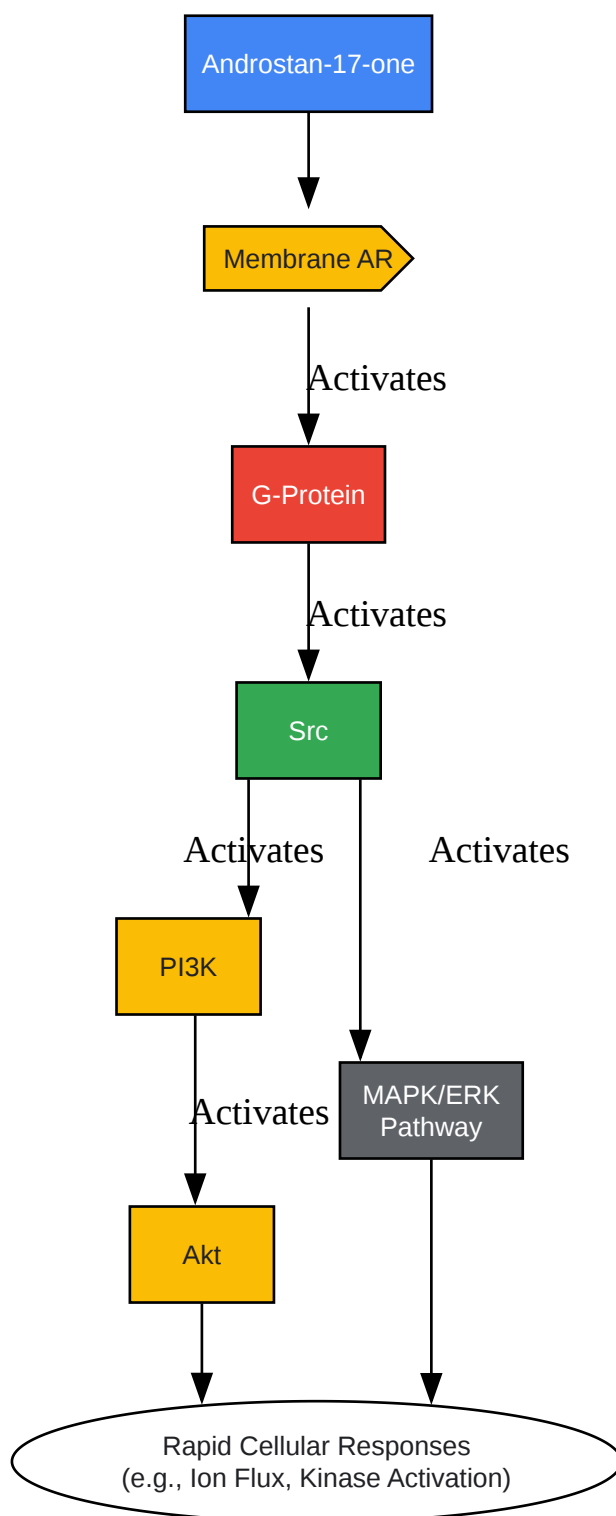 Androstan-17-one
Membrane AR
Activates
G-Protein
Activates
Src
Activates
Activates
PI3K
MAPK/ERK
Pathway
Activates
Akt
Rapid Cellular Responses
(e.g., Ion Flux, Kinase Activation)